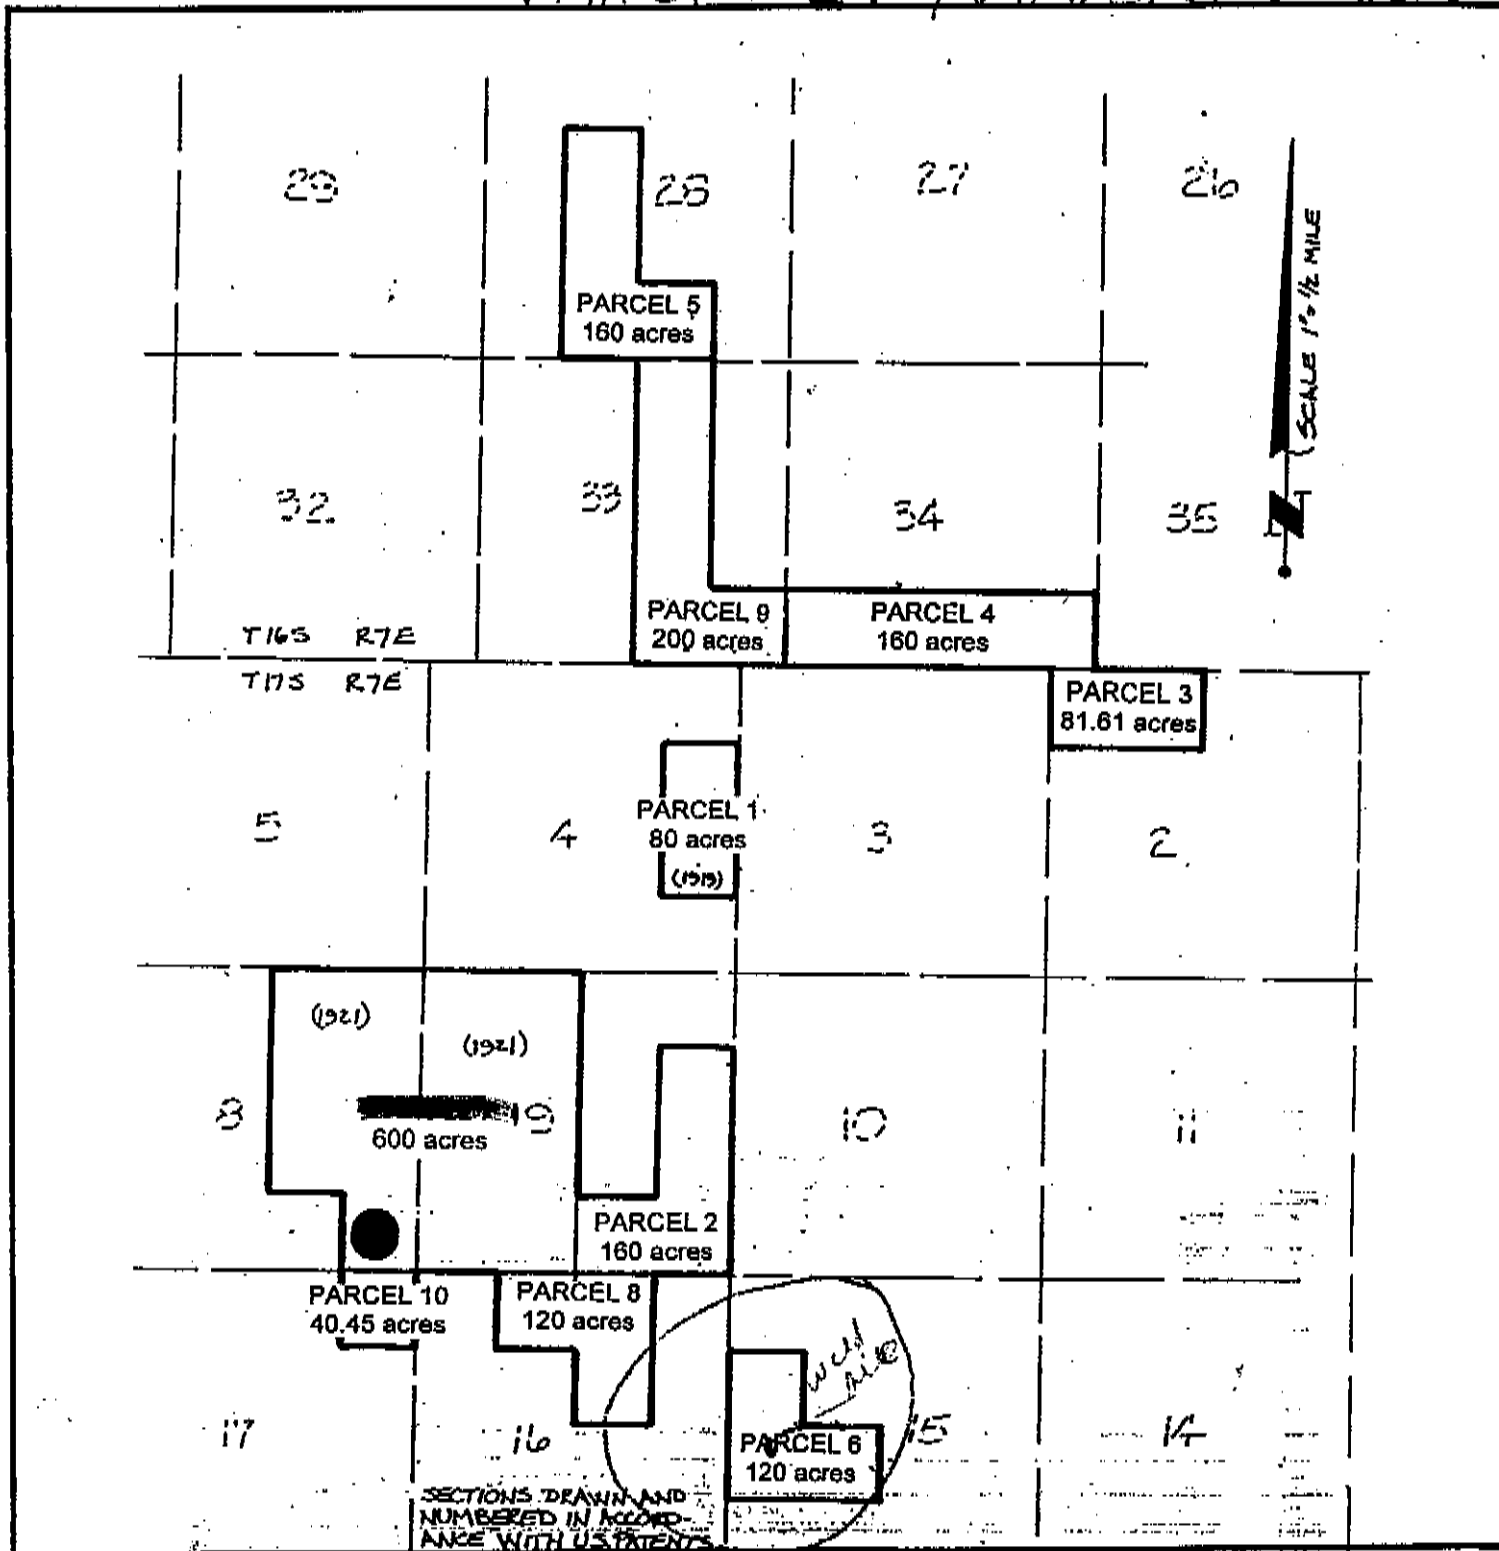 29
28
27
26
PARCEL 5
160 acres
(SCALE 1"=1/2 MILE
32
33
34
35
N
PARCEL 9
200 acres
PARCEL 4
160 acres
T16S R7E
T17S R7E
PARCEL 3
81.61 acres
PARCEL 1
80 acres
(1919)
5
4
3
2
(1921)
(1921)
8
9
10
11
600 acres
PARCEL 2
160 acres
PARCEL 10
40.45 acres
PARCEL 8
120 acres
well
17
16
15
14
PARCEL 6
120 acres
SECTIONS DRAWN AND
NUMBERED IN ACCORD-
ANCE WITH U.S. PATENTS